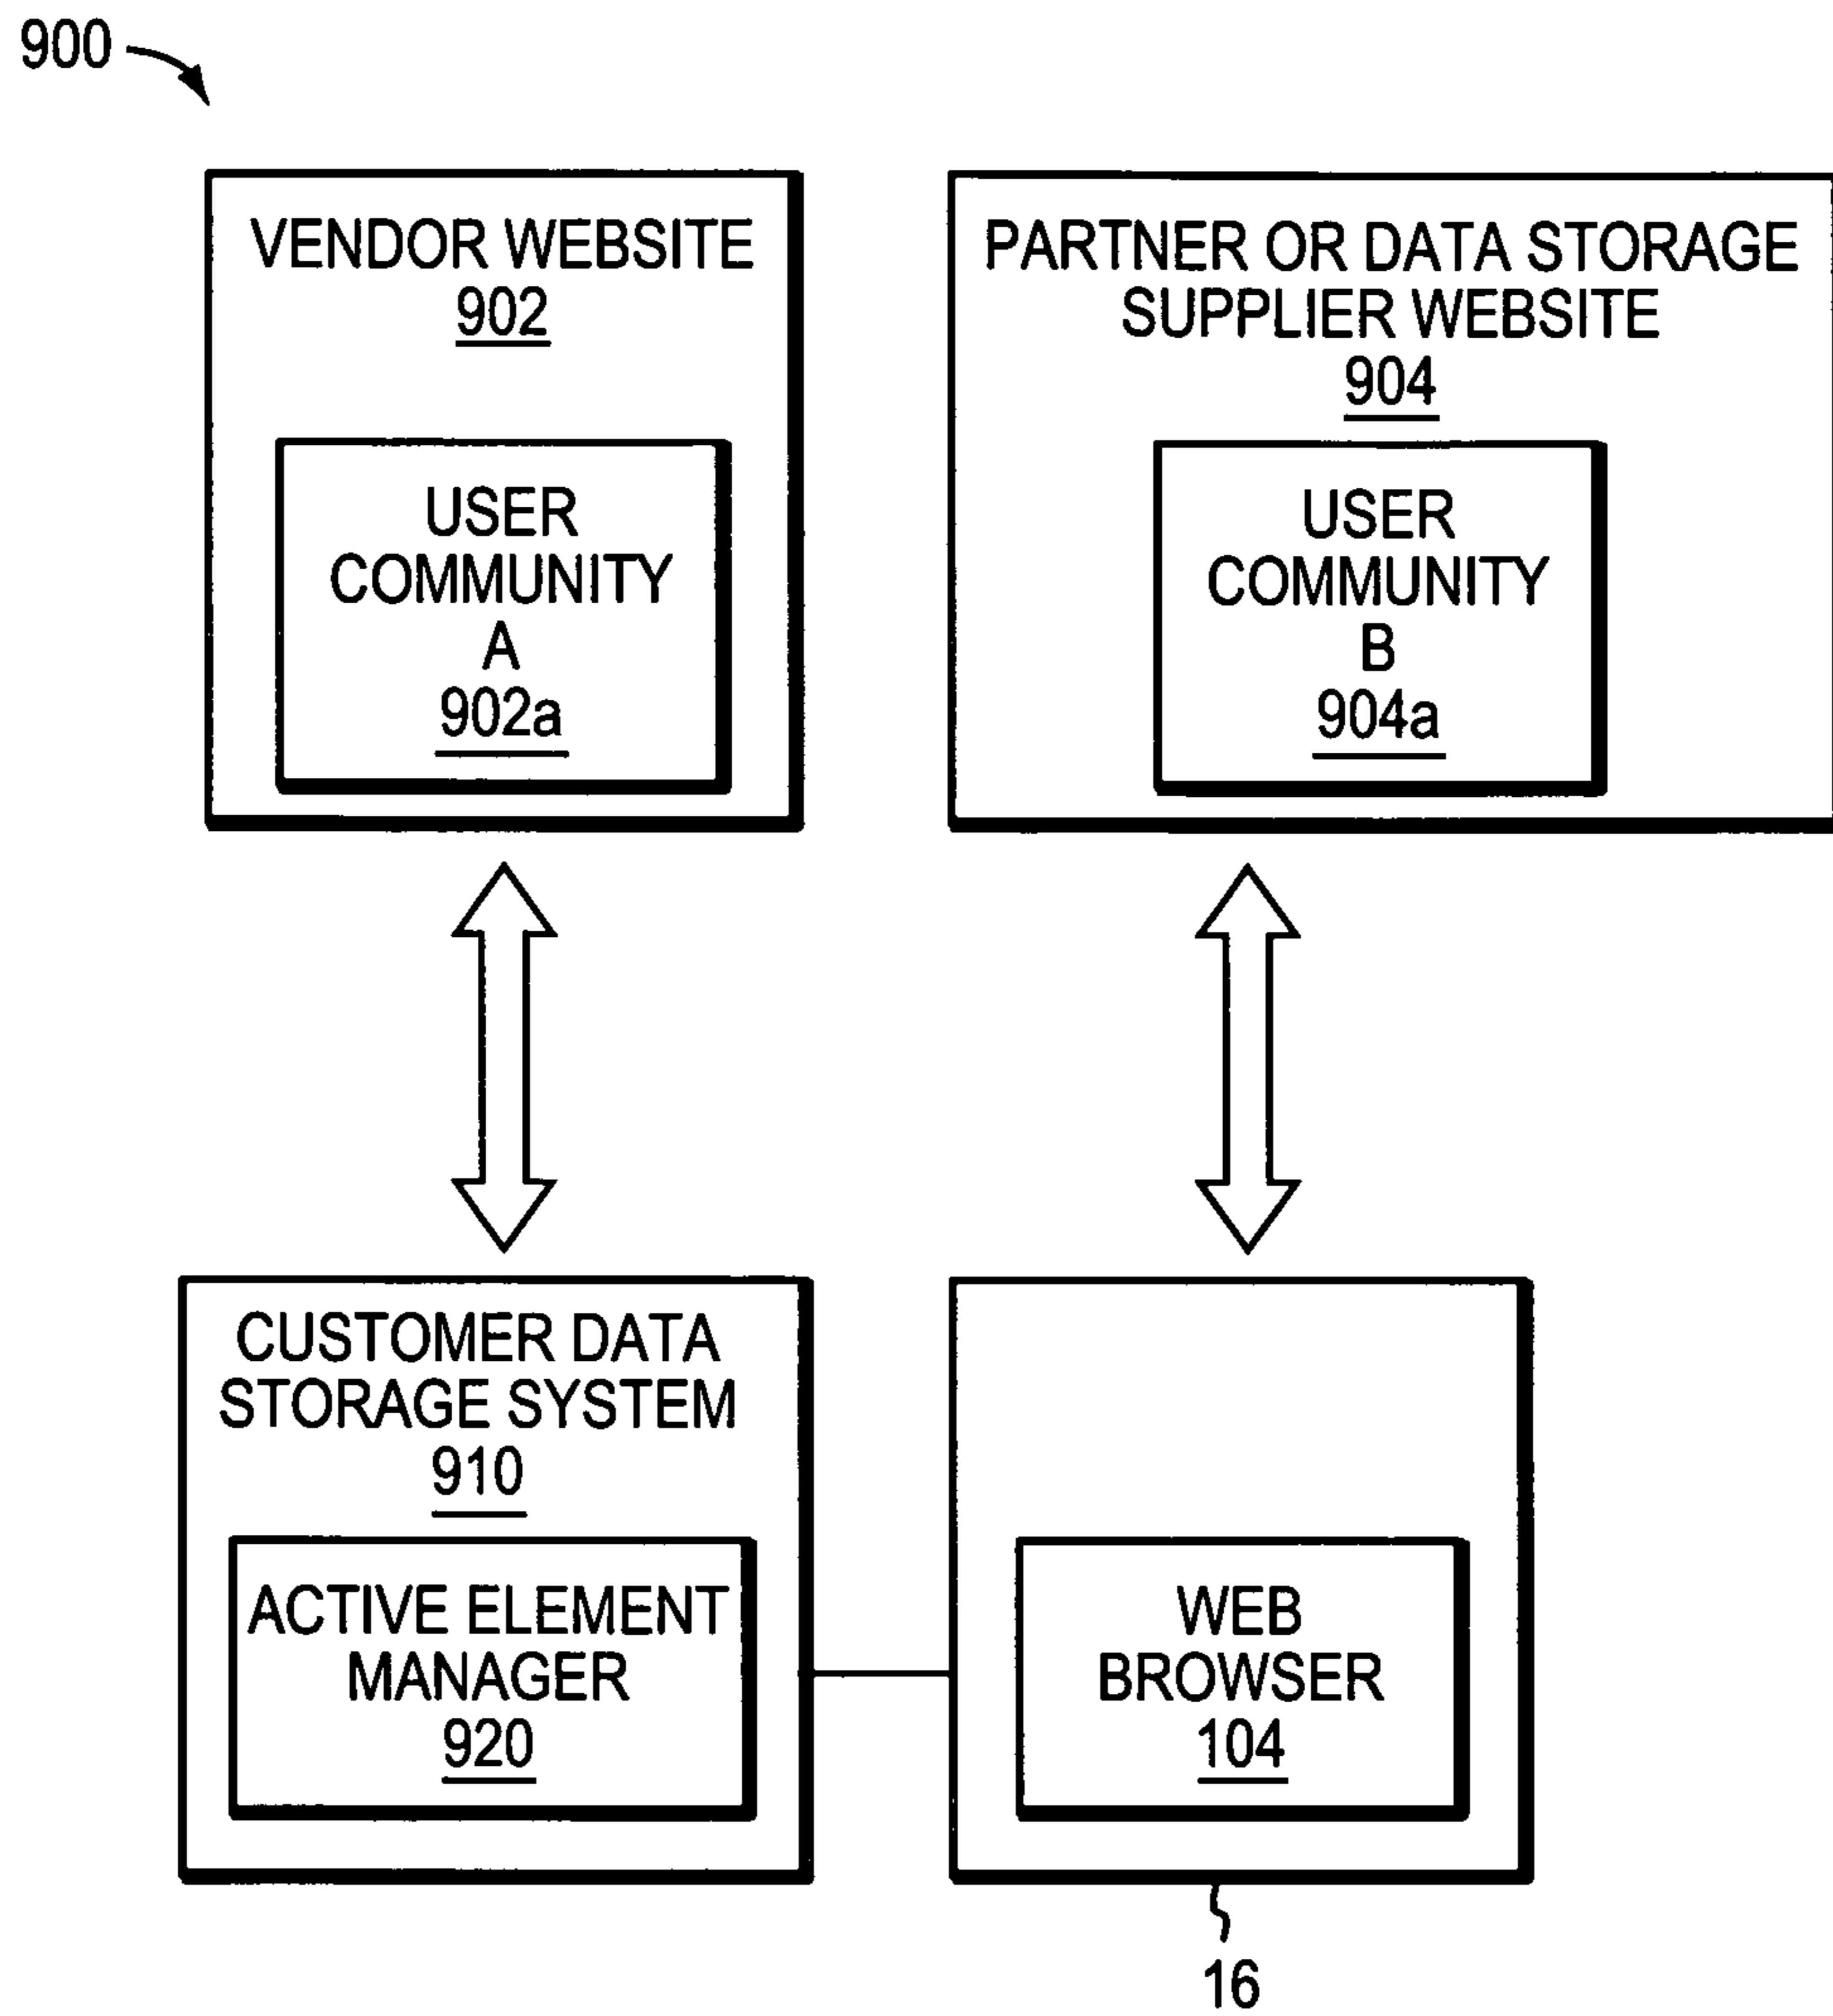 900
VENDOR WEBSITE
902
USER
COMMUNITY
A
902a
PARTNER OR DATA STORAGE
SUPPLIER WEBSITE
904
USER
COMMUNITY
B
904a
CUSTOMER DATA
STORAGE SYSTEM
910
ACTIVE ELEMENT
MANAGER
920
WEB
BROWSER
104
16